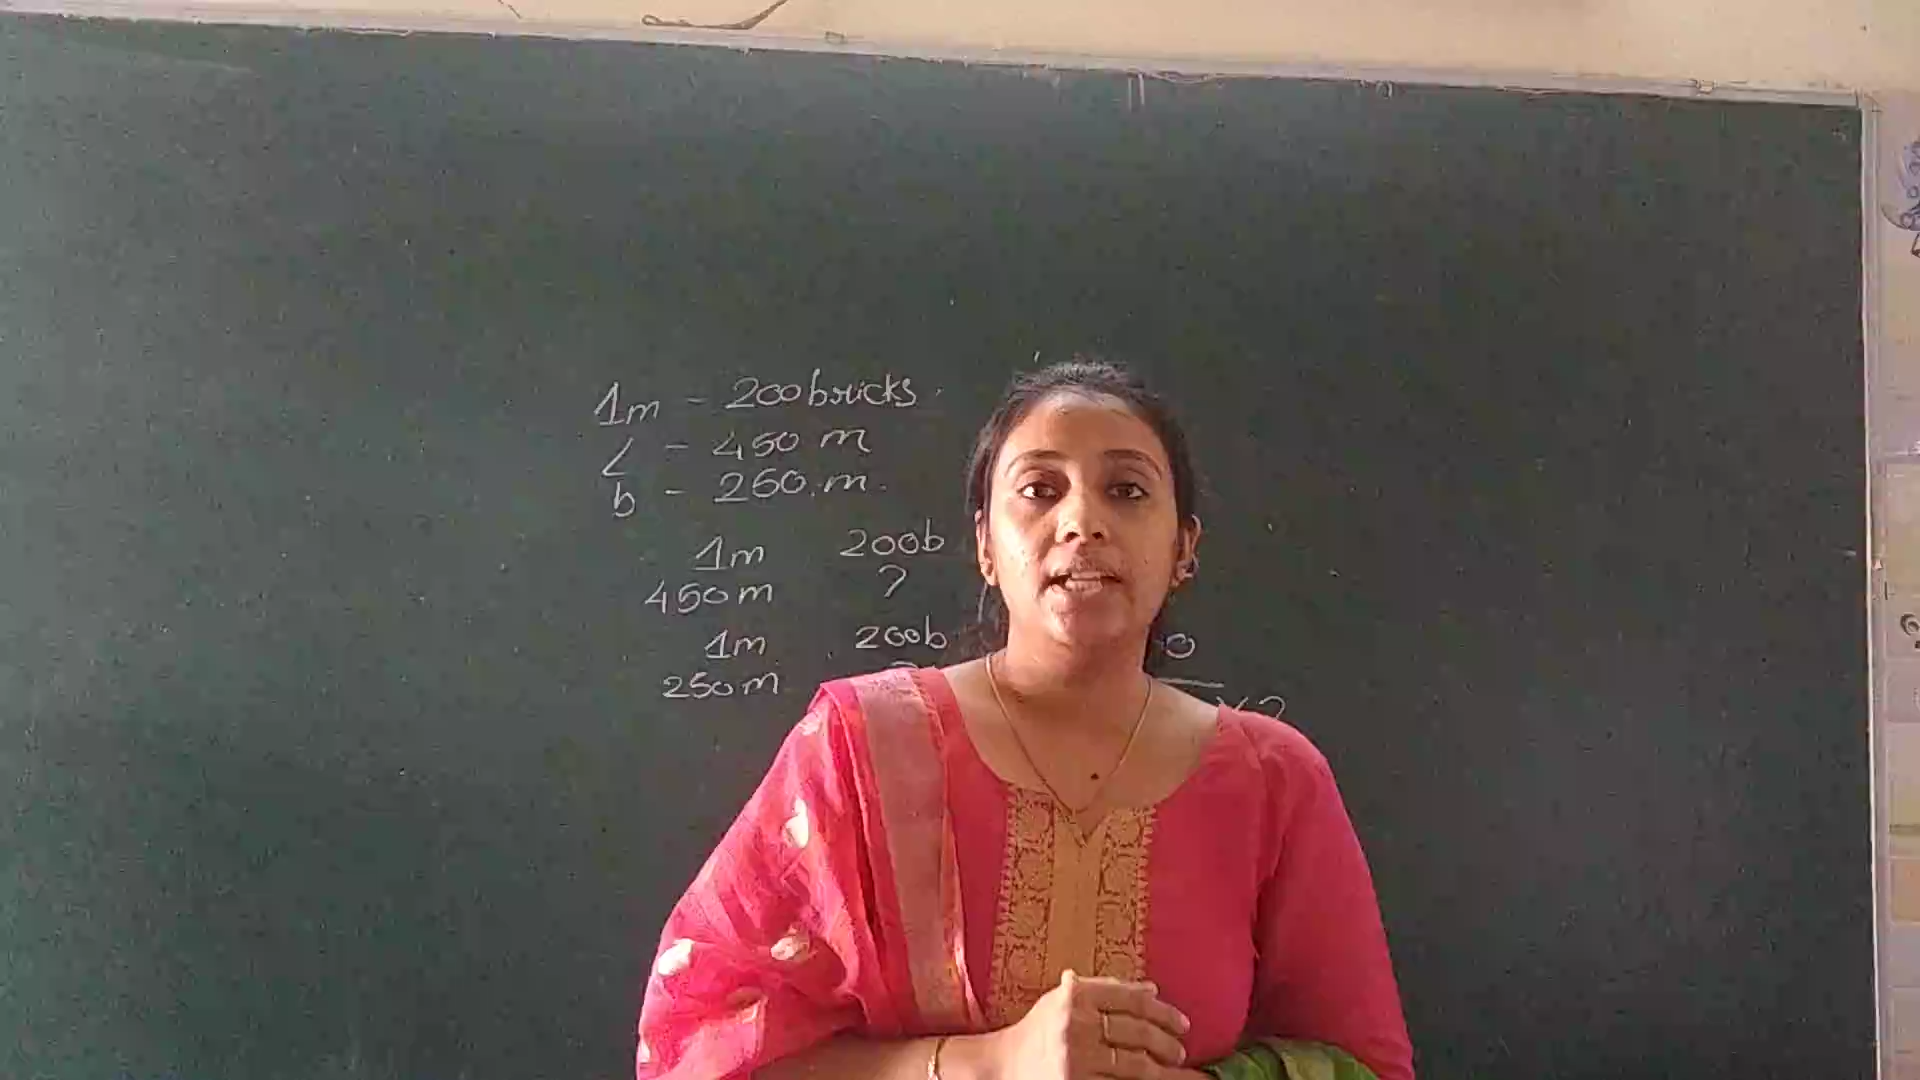 1m - 200 bricks.
L - 450 m
b - 250.m.
1m 200b
450m ?
1m 200b
250m